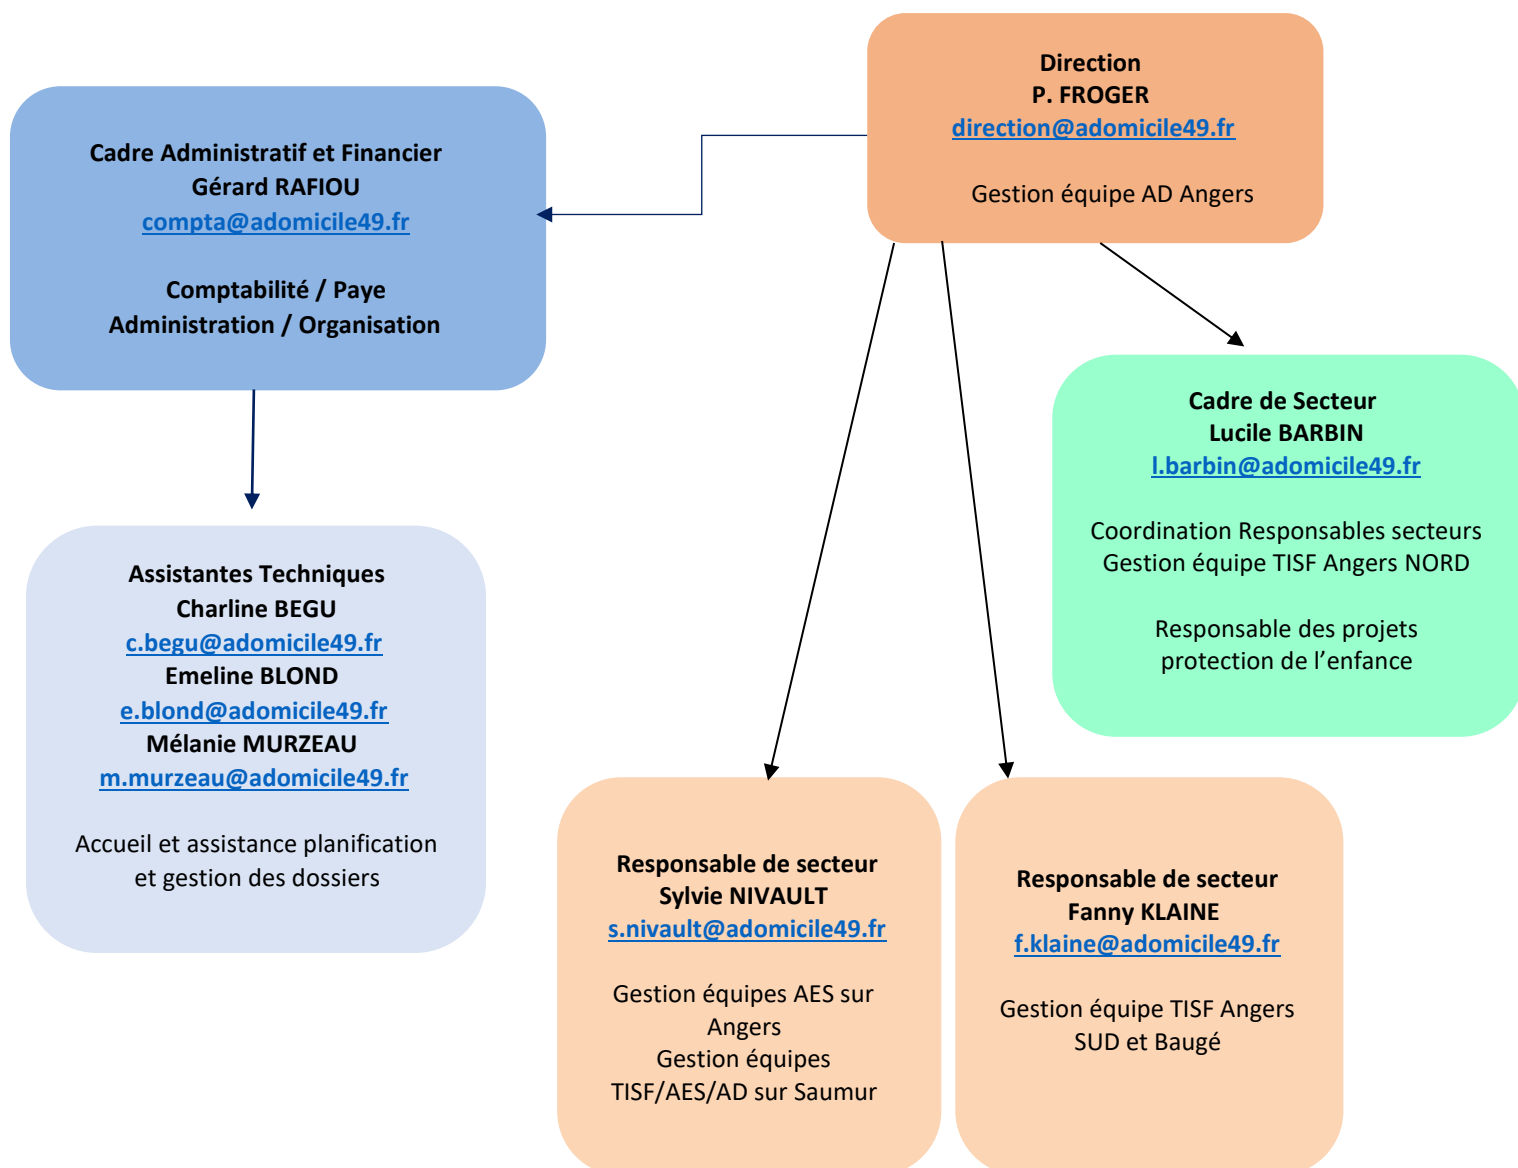 Direction
P. FROGER
direction@adomicile49.fr
Gestion équipe AD Angers
Cadre Administratif et Financier
Gérard RAFIOU
compta@adomicile49.fr
Comptabilité / Paye
Administration / Organisation
Cadre de Secteur
Lucile BARBIN
l.barbin@adomicile49.fr
Coordination Responsables secteurs
Gestion équipe TISF Angers NORD
Responsable des projets
protection de l’enfance
Assistantes Techniques
Charline BEGU
c.begu@adomicile49.fr
Emeline BLOND
e.blond@adomicile49.fr
Mélanie MURZEAU
m.murzeau@adomicile49.fr
Accueil et assistance planification
et gestion des dossiers
Responsable de secteur
Sylvie NIVAULT
s.nivault@adomicile49.fr
Gestion équipes AES sur
Angers
Gestion équipes
TISF/AES/AD sur Saumur
Responsable de secteur
Fanny KLAINE
f.klaine@adomicile49.fr
Gestion équipe TISF Angers
SUD et Baugé